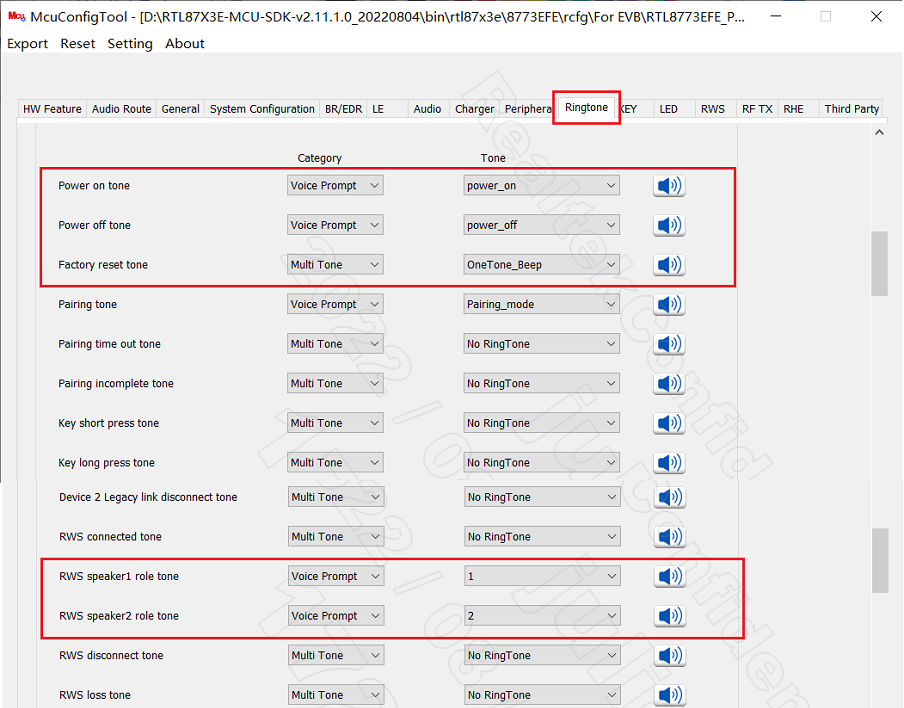 Mcu McuConfigTool - [D:\RTL87X3E-MCU-SDK-v2.11.1.0_20220804\bin\rtl87x3e\8773EFE\rcfg\For EVB\RTL8773EFE_P...
Export Reset Setting About
HW Feature Audio Route General System Configuration BR/EDR LE Audio Charger Periphera Ringtone KEY LED RWS RF TX RHE Third Party
Category Tone
Power on tone Voice Prompt power_on
Power off tone Voice Prompt power_off
Factory reset tone Multi Tone OneTone_Beep
Pairing tone Voice Prompt Pairing_mode
Pairing time out tone Multi Tone No RingTone
Pairing incomplete tone Multi Tone No RingTone
Key short press tone Multi Tone No RingTone
Key long press tone Multi Tone No RingTone
Device 2 Legacy link disconnect tone Multi Tone No RingTone
RWS connected tone Multi Tone No RingTone
RWS speaker1 role tone Voice Prompt 1
RWS speaker2 role tone Voice Prompt 2
RWS disconnect tone Multi Tone No RingTone
RWS loss tone Multi Tone No RingTone